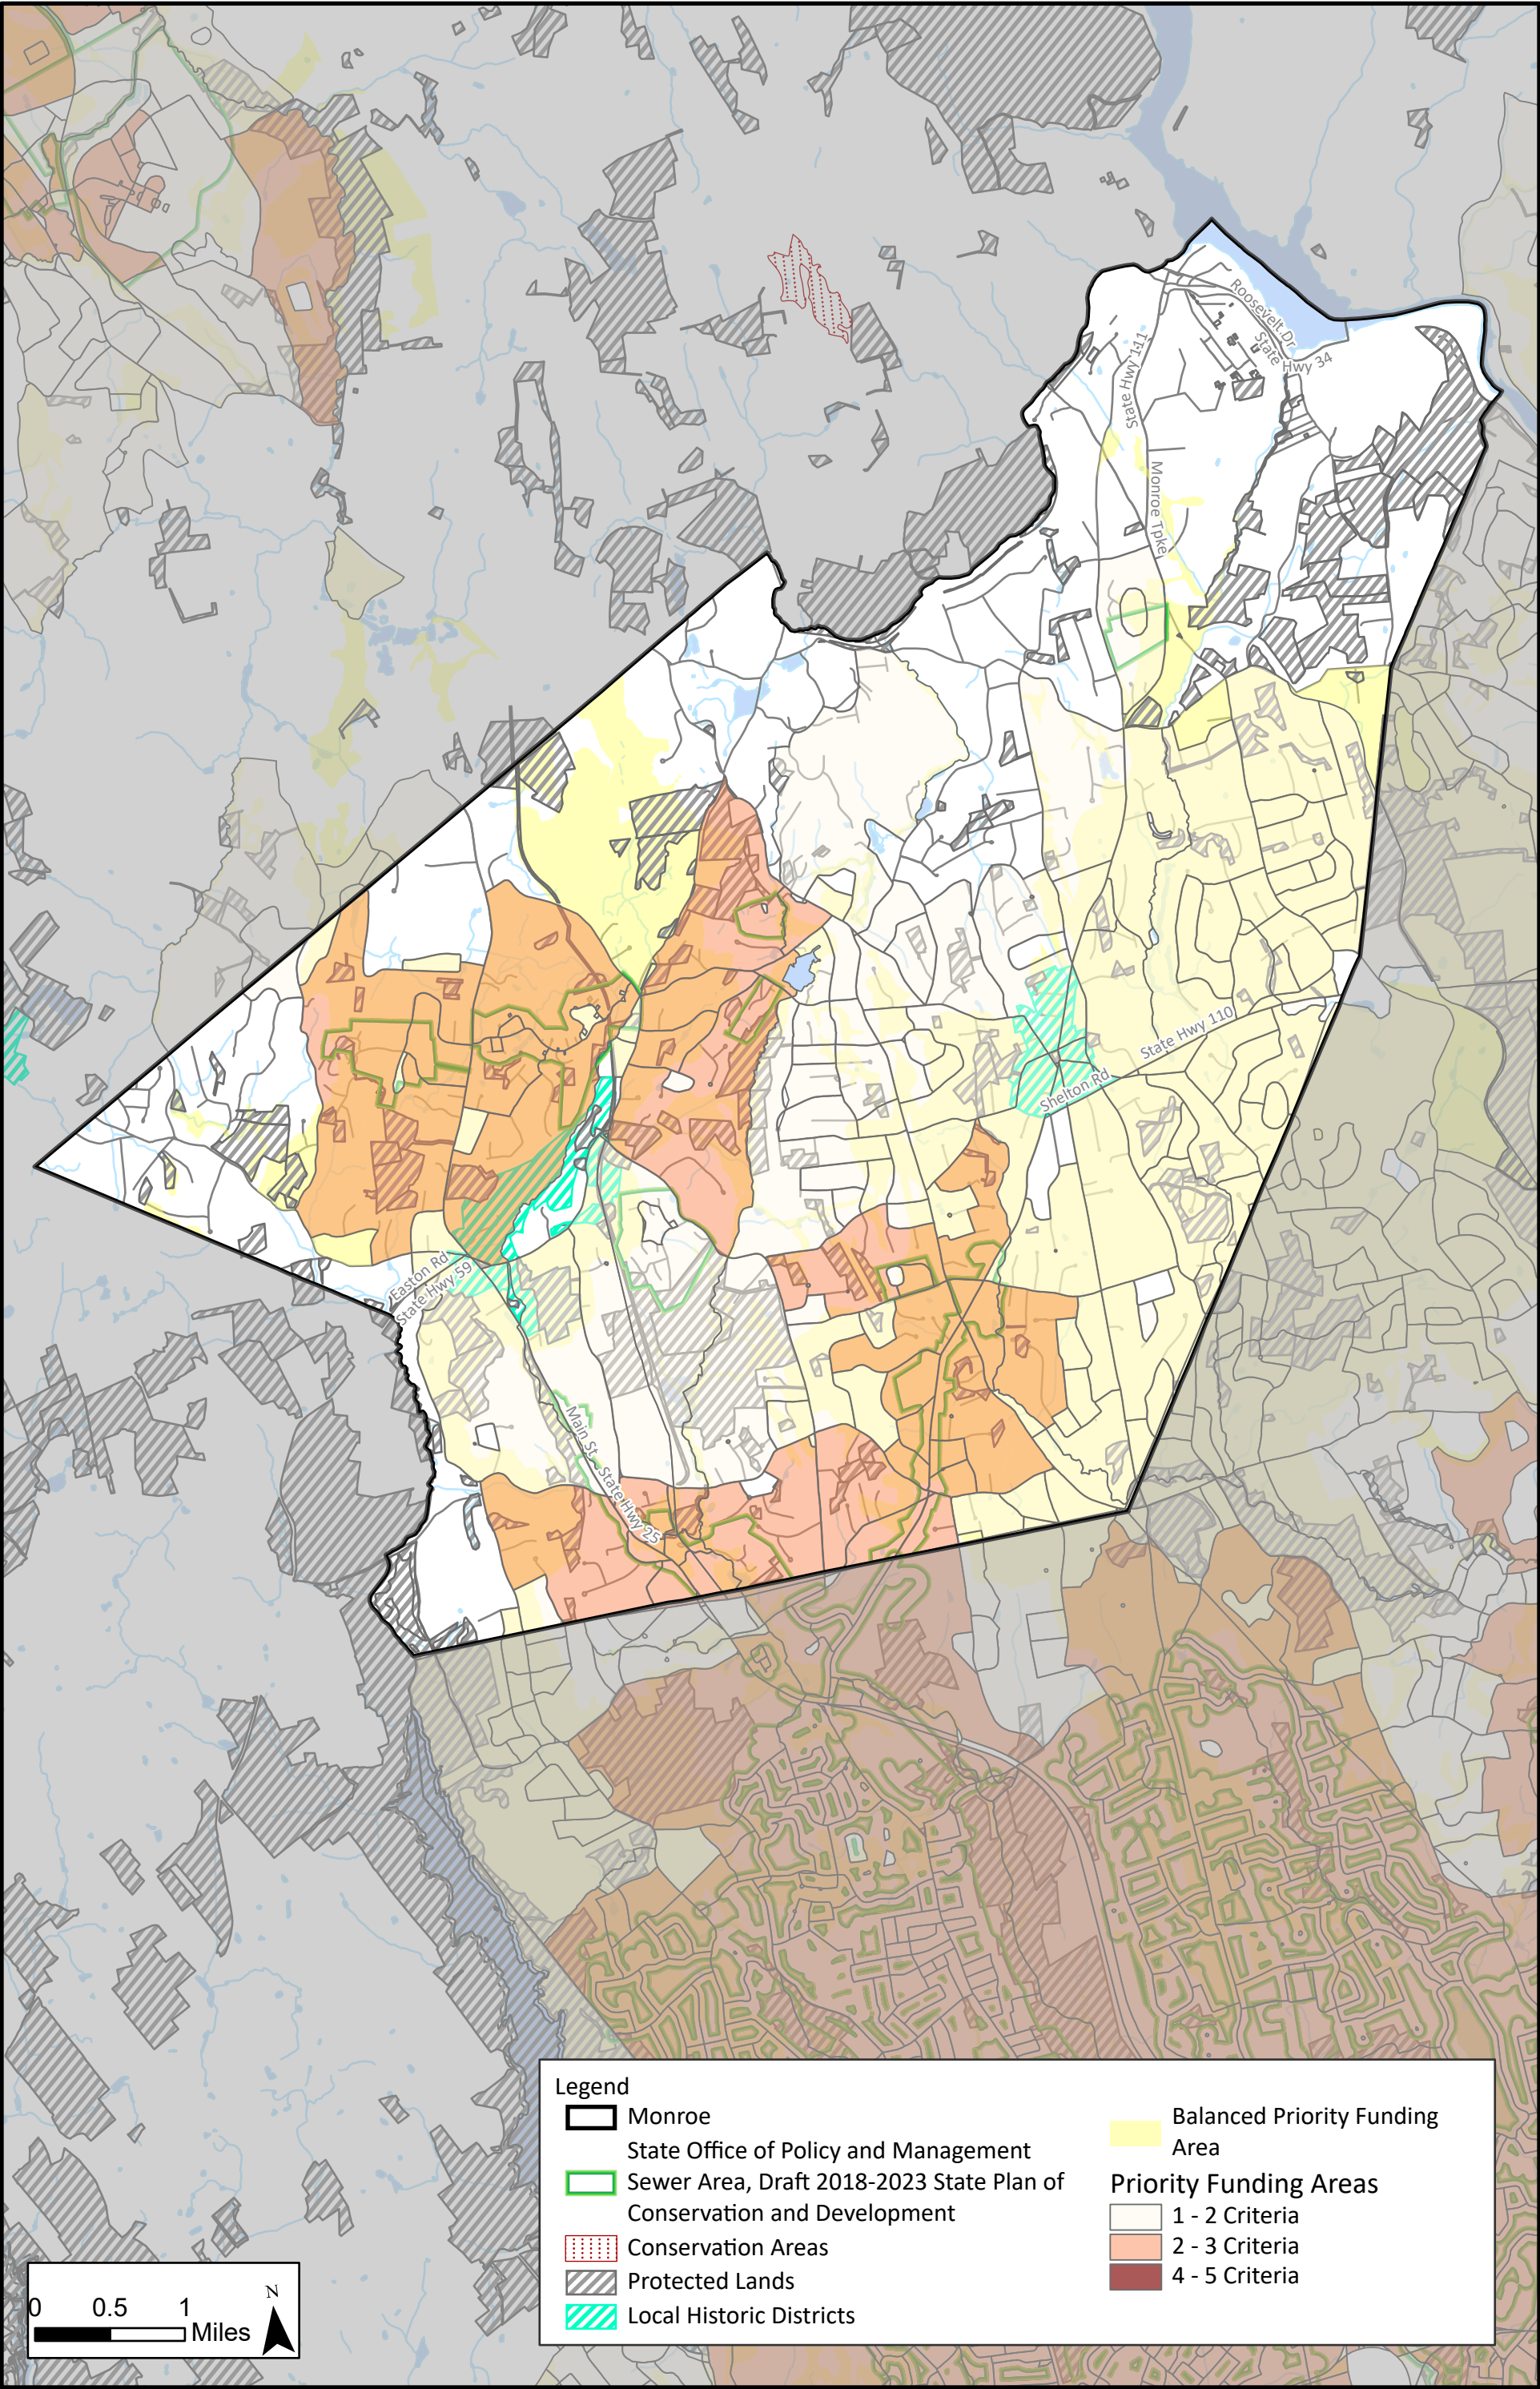 Roosevelt Dr
State Hwy 34
State Hwy 111
Monroe Tpke
State Hwy 110
Shelton Rd
Easton Rd
State Hwy 59
Main St State Hwy 25
Legend
Monroe
State Office of Policy and Management
Sewer Area, Draft 2018-2023 State Plan of
Conservation and Development
Conservation Areas
Protected Lands
Local Historic Districts
Balanced Priority Funding
Area
Priority Funding Areas
1 - 2 Criteria
2 - 3 Criteria
4 - 5 Criteria
N
0 0.5 1
Miles